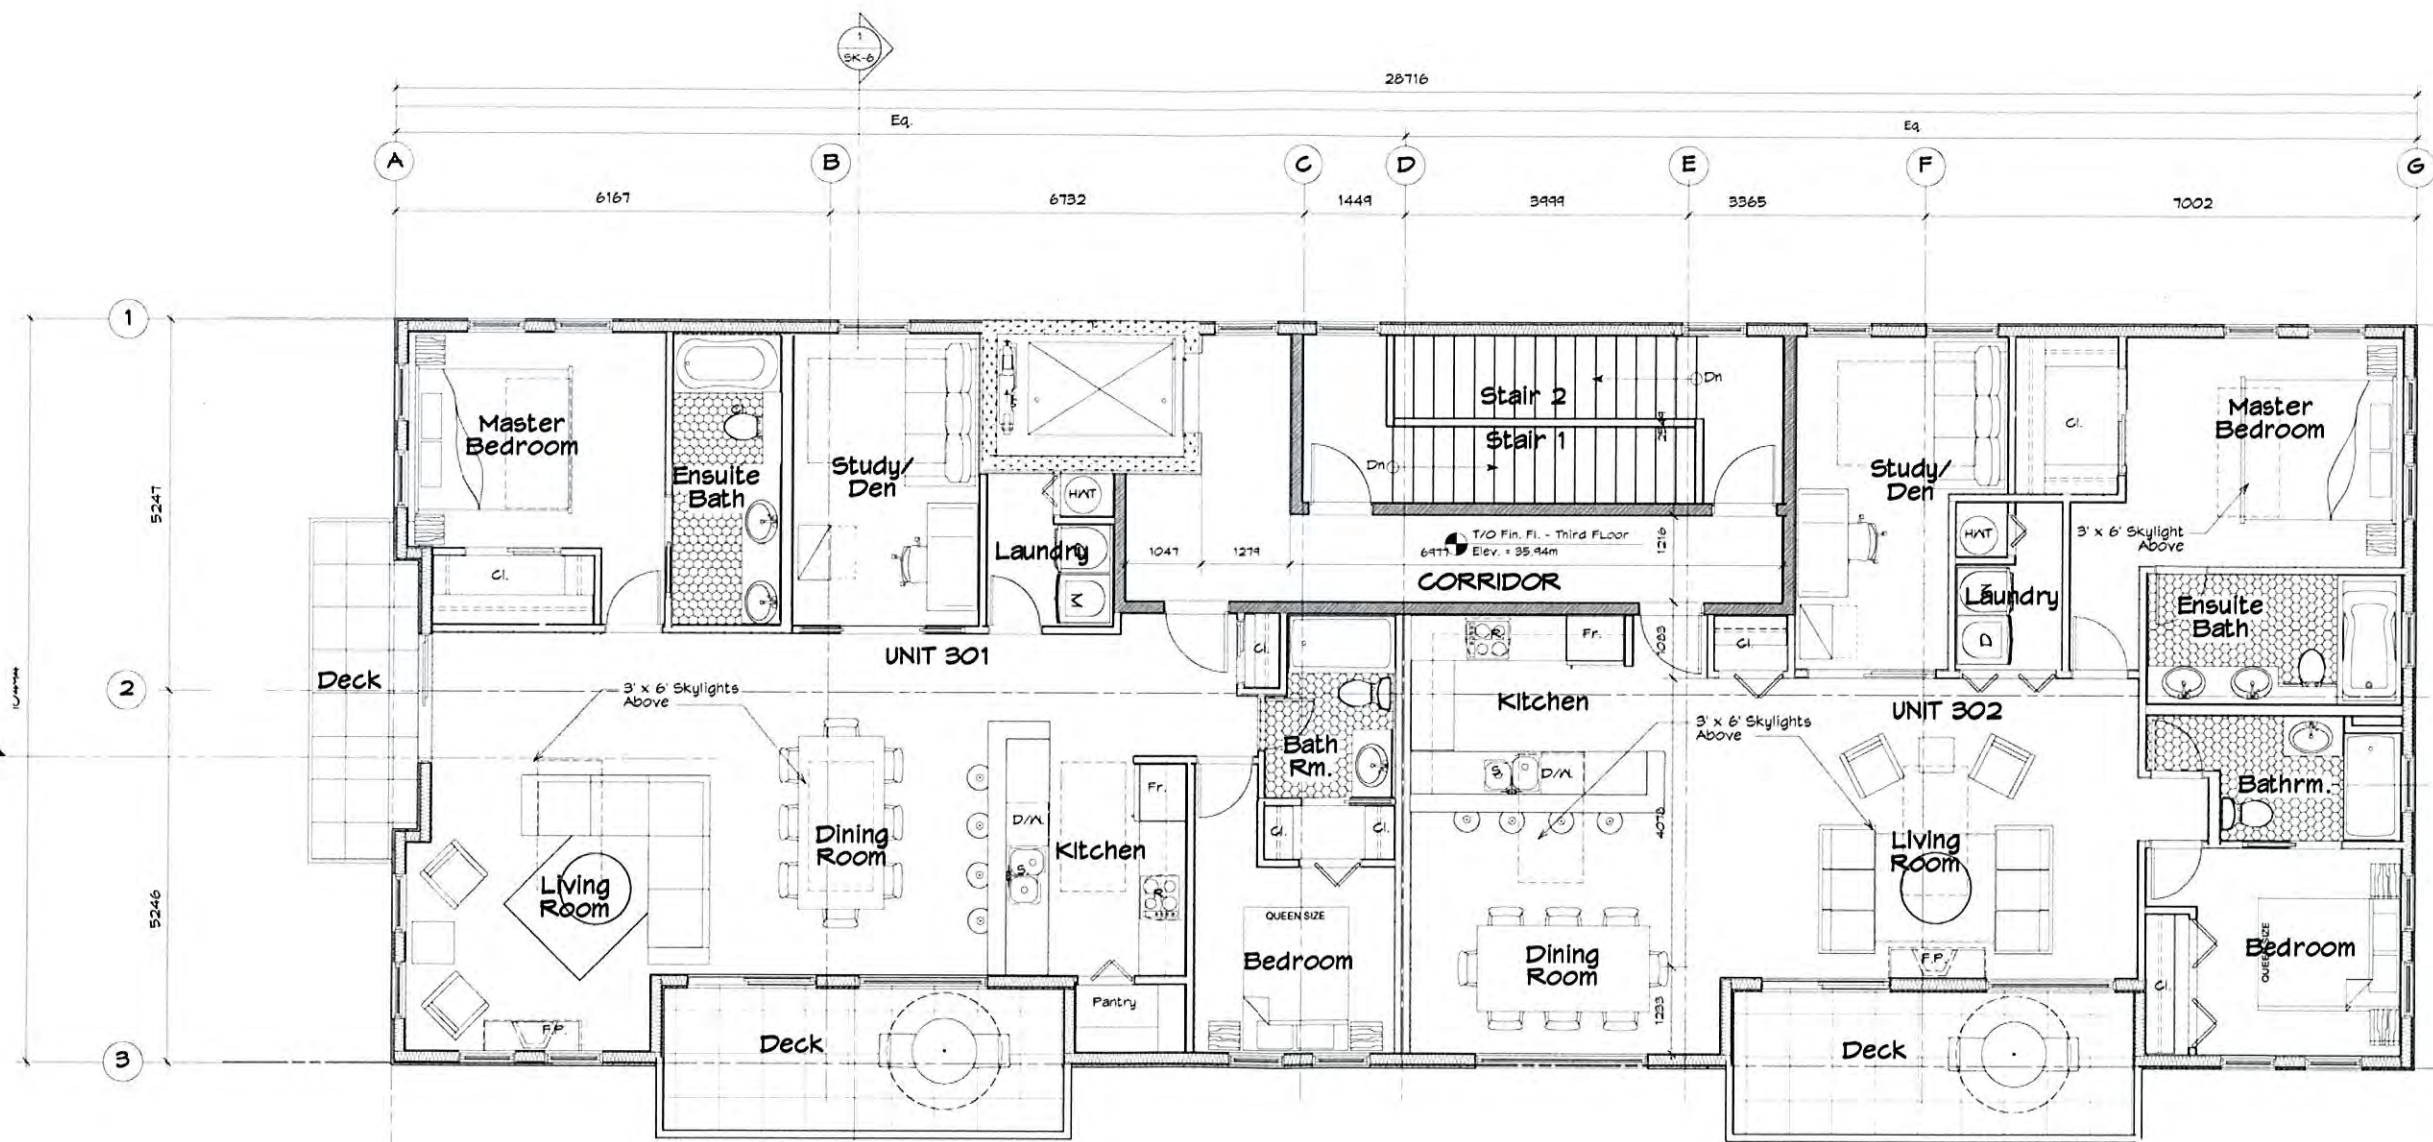 1
SK-6
28716
Eq.
Eq.
A
B
C
D
E
F
G
6167
6732
1449
3999
3365
7002
1
2
3
5247
5246
Master
Bedroom
Cl.
Ensuite
Bath
Study/
Den
HWT
Laundry
D
W
UNIT 301
Deck
3' x 6' Skylights
Above
Living
Room
F.P.
Dining
Room
D/W.
S
Kitchen
Fr.
R
Pantry
Deck
Cl.
Bath
Rm.
Cl.
Cl.
QUEEN SIZE
Bedroom
Stair 2
Dn
Stair 1
Dn
1047
1279
6977
T/O Fin. Fl. - Third Floor
Elev. = 35.94m
1216
CORRIDOR
R
Fr.
1083
Cl.
Kitchen
S
D/W.
3' x 6' Skylights
Above
4078
Dining
Room
1233
Study/
Den
HWT
Laundry
W
D
Cl.
Master
Bedroom
3' x 6' Skylight
Above
Ensuite
Bath
UNIT 302
Bathrm.
Living
Room
F.P.
Bedroom
QUEEN SIZE
Cl.
Deck